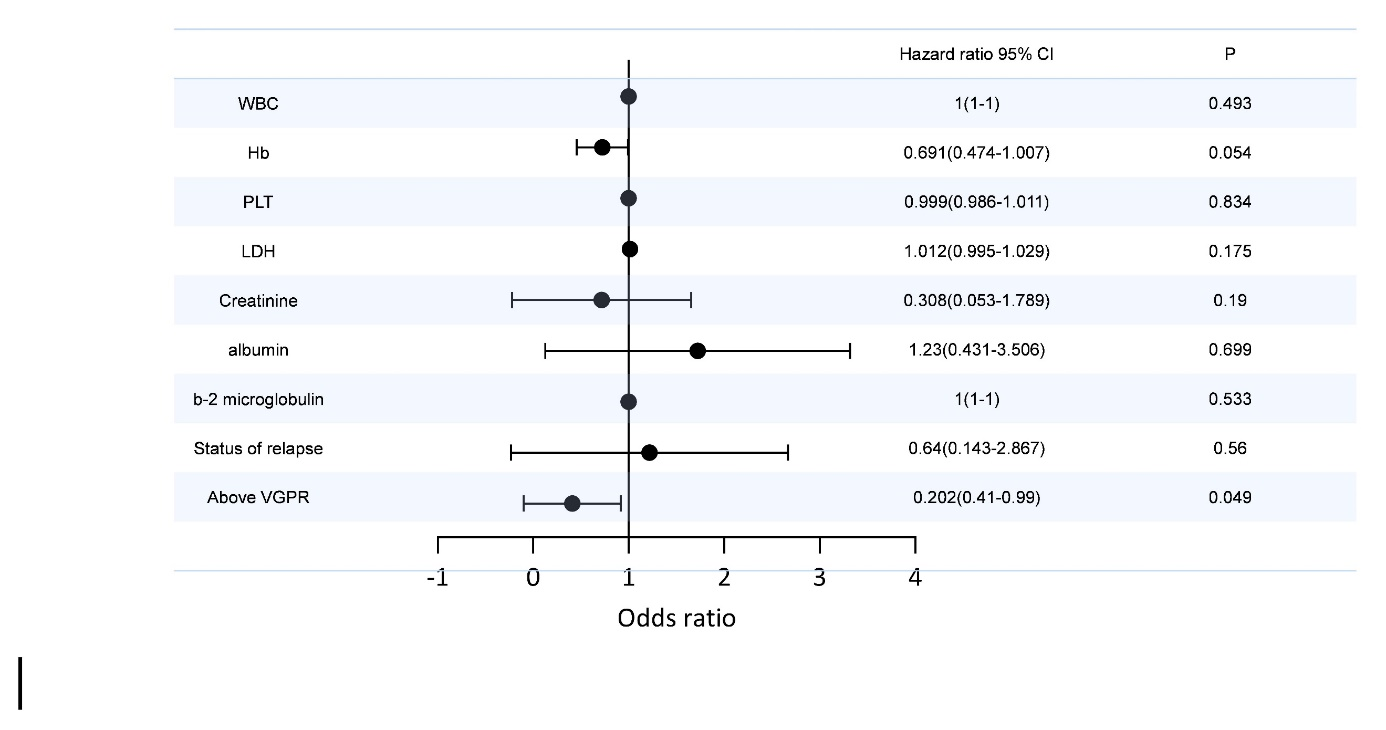 Hazard ratio 95% CI P
WBC 1(1-1) 0.493
Hb 0.691(0.474-1.007) 0.054
PLT 0.999(0.986-1.011) 0.834
LDH 1.012(0.995-1.029) 0.175
Creatinine 0.308(0.053-1.789) 0.19
albumin 1.23(0.431-3.506) 0.699
b-2 microglobulin 1(1-1) 0.533
Status of relapse 0.64(0.143-2.867) 0.56
Above VGPR 0.202(0.41-0.99) 0.049
-1 0 1 2 3 4
Odds ratio